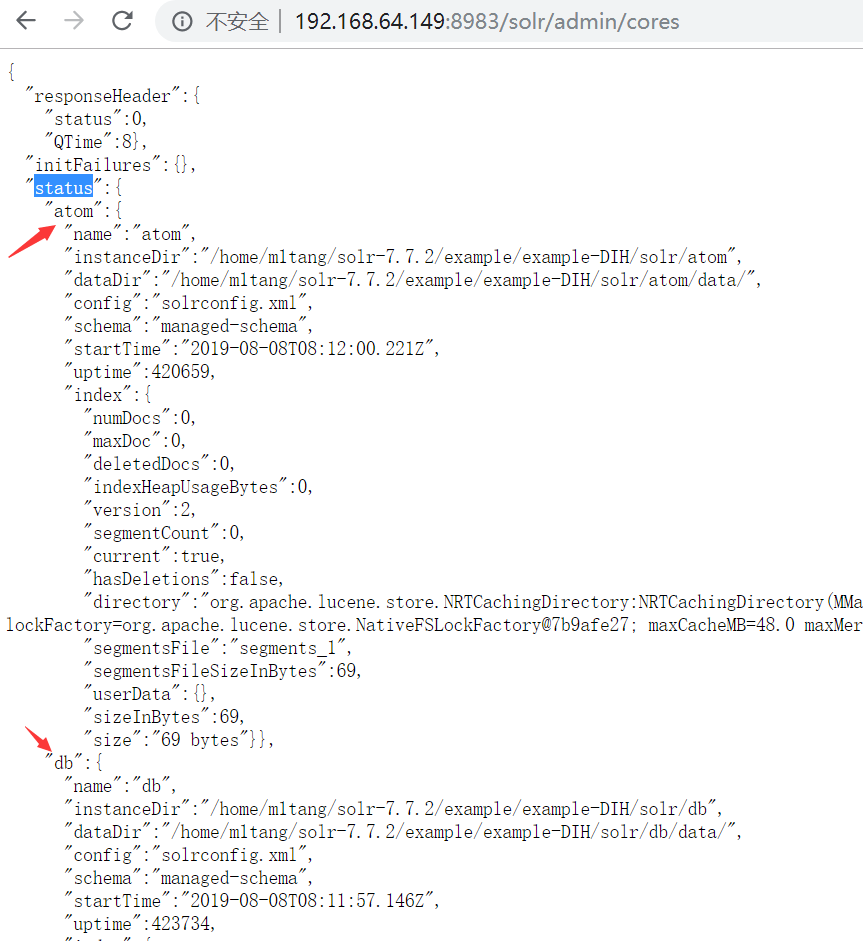 不安全 | 192.168.64.149:8983/solr/admin/cores
{
"responseHeader":{
"status":0,
"QTime":8},
"initFailures":{},
"status":{
"atom":{
"name":"atom",
"instanceDir":"/home/mltang/solr-7.7.2/example/example-DIH/solr/atom",
"dataDir":"/home/mltang/solr-7.7.2/example/example-DIH/solr/atom/data/",
"config":"solrconfig.xml",
"schema":"managed-schema",
"startTime":"2019-08-08T08:12:00.221Z",
"uptime":420659,
"index":{
"numDocs":0,
"maxDoc":0,
"deletedDocs":0,
"indexHeapUsageBytes":0,
"version":2,
"segmentCount":0,
"current":true,
"hasDeletions":false,
"directory":"org.apache.lucene.store.NRTCachingDirectory:NRTCachingDirectory(MMa
lockFactory=org.apache.lucene.store.NativeFSLockFactory@7b9afe27; maxCacheMB=48.0 maxMer
"segmentsFile":"segments_1",
"segmentsFileSizeInBytes":69,
"userData":{},
"sizeInBytes":69,
"size":"69 bytes"}},
"db":{
"name":"db",
"instanceDir":"/home/mltang/solr-7.7.2/example/example-DIH/solr/db",
"dataDir":"/home/mltang/solr-7.7.2/example/example-DIH/solr/db/data/",
"config":"solrconfig.xml",
"schema":"managed-schema",
"startTime":"2019-08-08T08:11:57.146Z",
"uptime":423734,